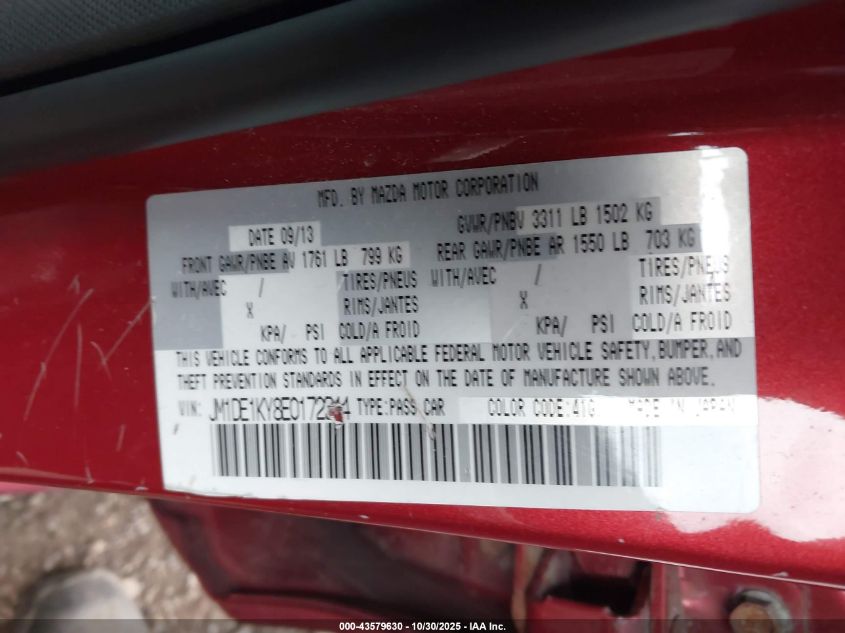 MFD. BY MAZDA MOTOR CORPORATION
DATE 09/13 GVWR/PNBV 3311 LB 1502 KG
FRONT GAWR/PNBE AV 1761 LB 799 KG REAR GAWR/PNBE AR 1550 LB 703 KG
WITH/AVEC / TIRES/PNEUS WITH/AVEC / TIRES/PNEUS
X RIMS/JANTES X RIMS/JANTES
KPA/ PSI COLD/A FROID KPA/ PSI COLD/A FROID
THIS VEHICLE CONFORMS TO ALL APPLICABLE FEDERAL MOTOR VEHICLE SAFETY, BUMPER, AND
THEFT PREVENTION STANDARDS IN EFFECT ON THE DATE OF MANUFACTURE SHOWN ABOVE.
VIN: TYPE:PASS CAR COLOR CODE:41G MADE IN JAPAN
000-43579630 - 10/30/2025 - IAA Inc.